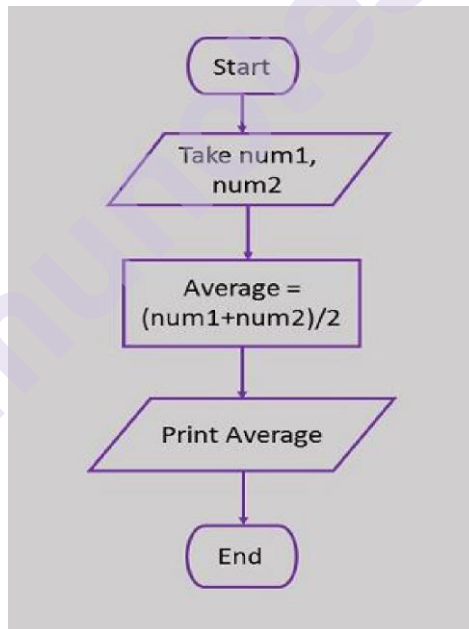 Start
Take num1,
num2
Average =
(num1+num2)/2
Print Average
End